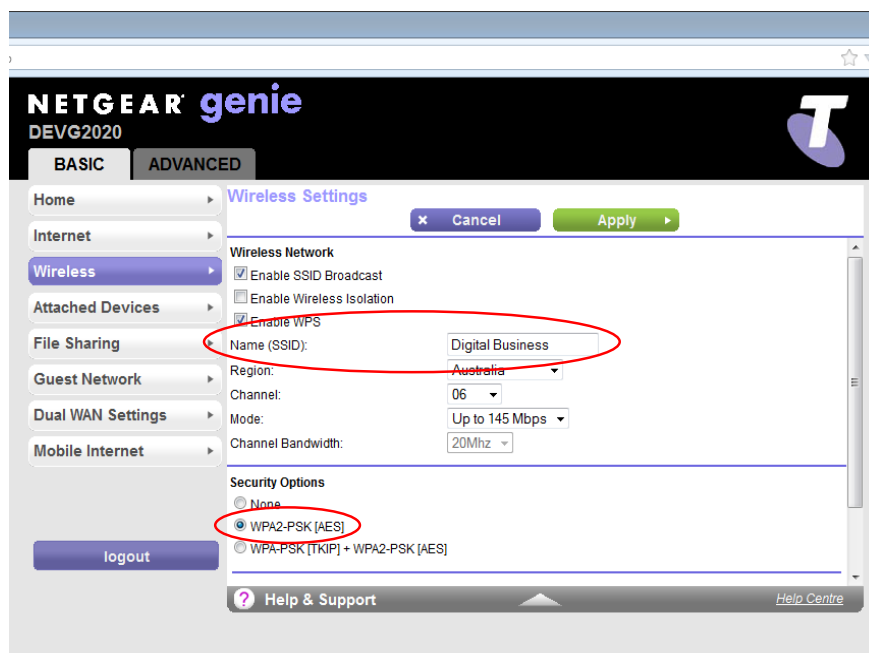 NETGEAR genie
DEVG2020
BASIC ADVANCED
Home
Internet
Wireless
Attached Devices
File Sharing
Guest Network
Dual WAN Settings
Mobile Internet
logout
Wireless Settings
× Cancel Apply
Wireless Network
Enable SSID Broadcast
Enable Wireless Isolation
Enable WPS
Name (SSID): Digital Business
Region: Australia
Channel: 06
Mode: Up to 145 Mbps
Channel Bandwidth: 20Mhz
Security Options
None
WPA2-PSK [AES]
WPA-PSK [TKIP] + WPA2-PSK [AES]
? Help & Support Help Centre